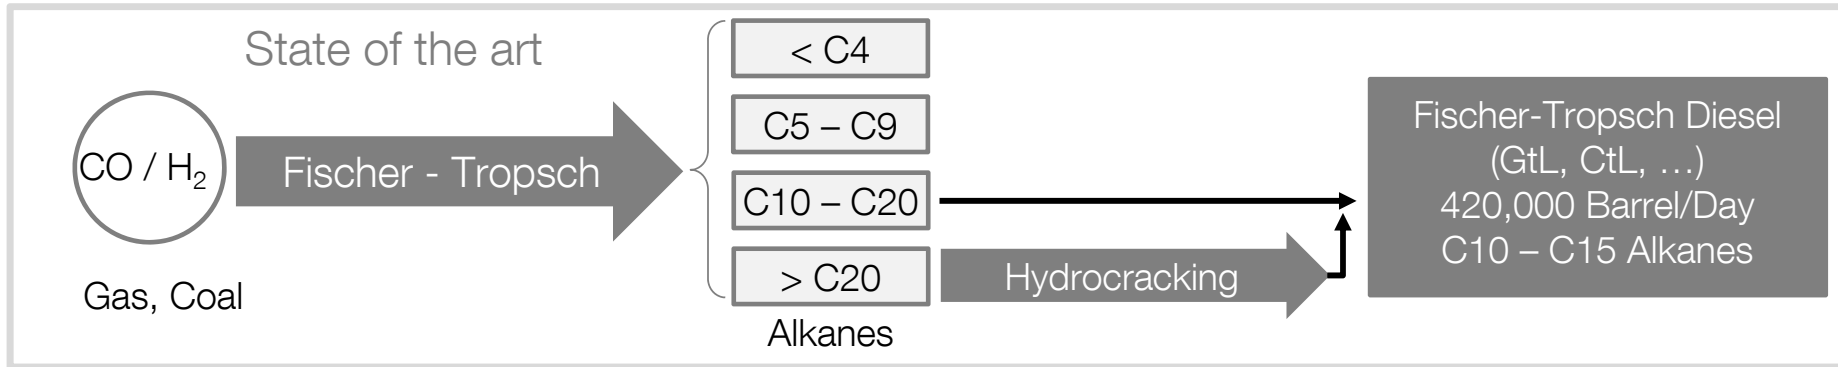 State of the art
CO / H₂
Gas, Coal
Fischer - Tropsch
< C4
C5 – C9
C10 – C20
> C20
Alkanes
Hydrocracking
Fischer-Tropsch Diesel
(GtL, CtL, …)
420,000 Barrel/Day
C10 – C15 Alkanes